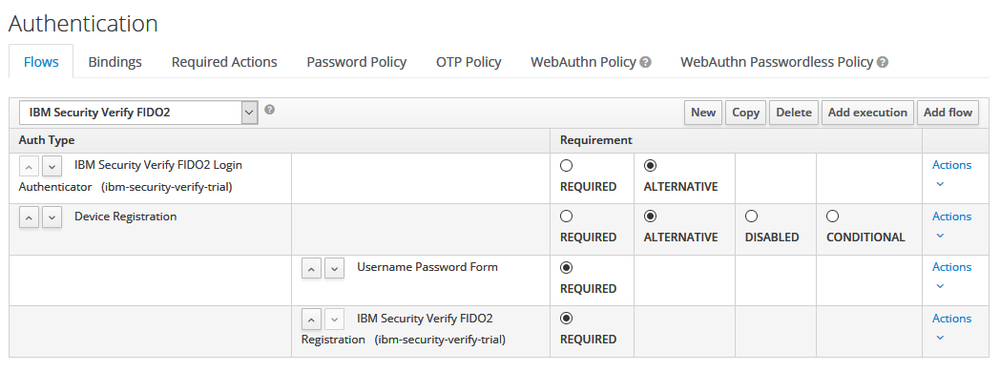 Authentication
Flows Bindings Required Actions Password Policy OTP Policy WebAuthn Policy ? WebAuthn Passwordless Policy ?
IBM Security Verify FIDO2 ? New Copy Delete Add execution Add flow
Auth Type Requirement
IBM Security Verify FIDO2 Login Actions
Authenticator (ibm-security-verify-trial) REQUIRED ALTERNATIVE
Device Registration Actions
REQUIRED ALTERNATIVE DISABLED CONDITIONAL
Username Password Form Actions
REQUIRED
IBM Security Verify FIDO2 Actions
Registration (ibm-security-verify-trial) REQUIRED